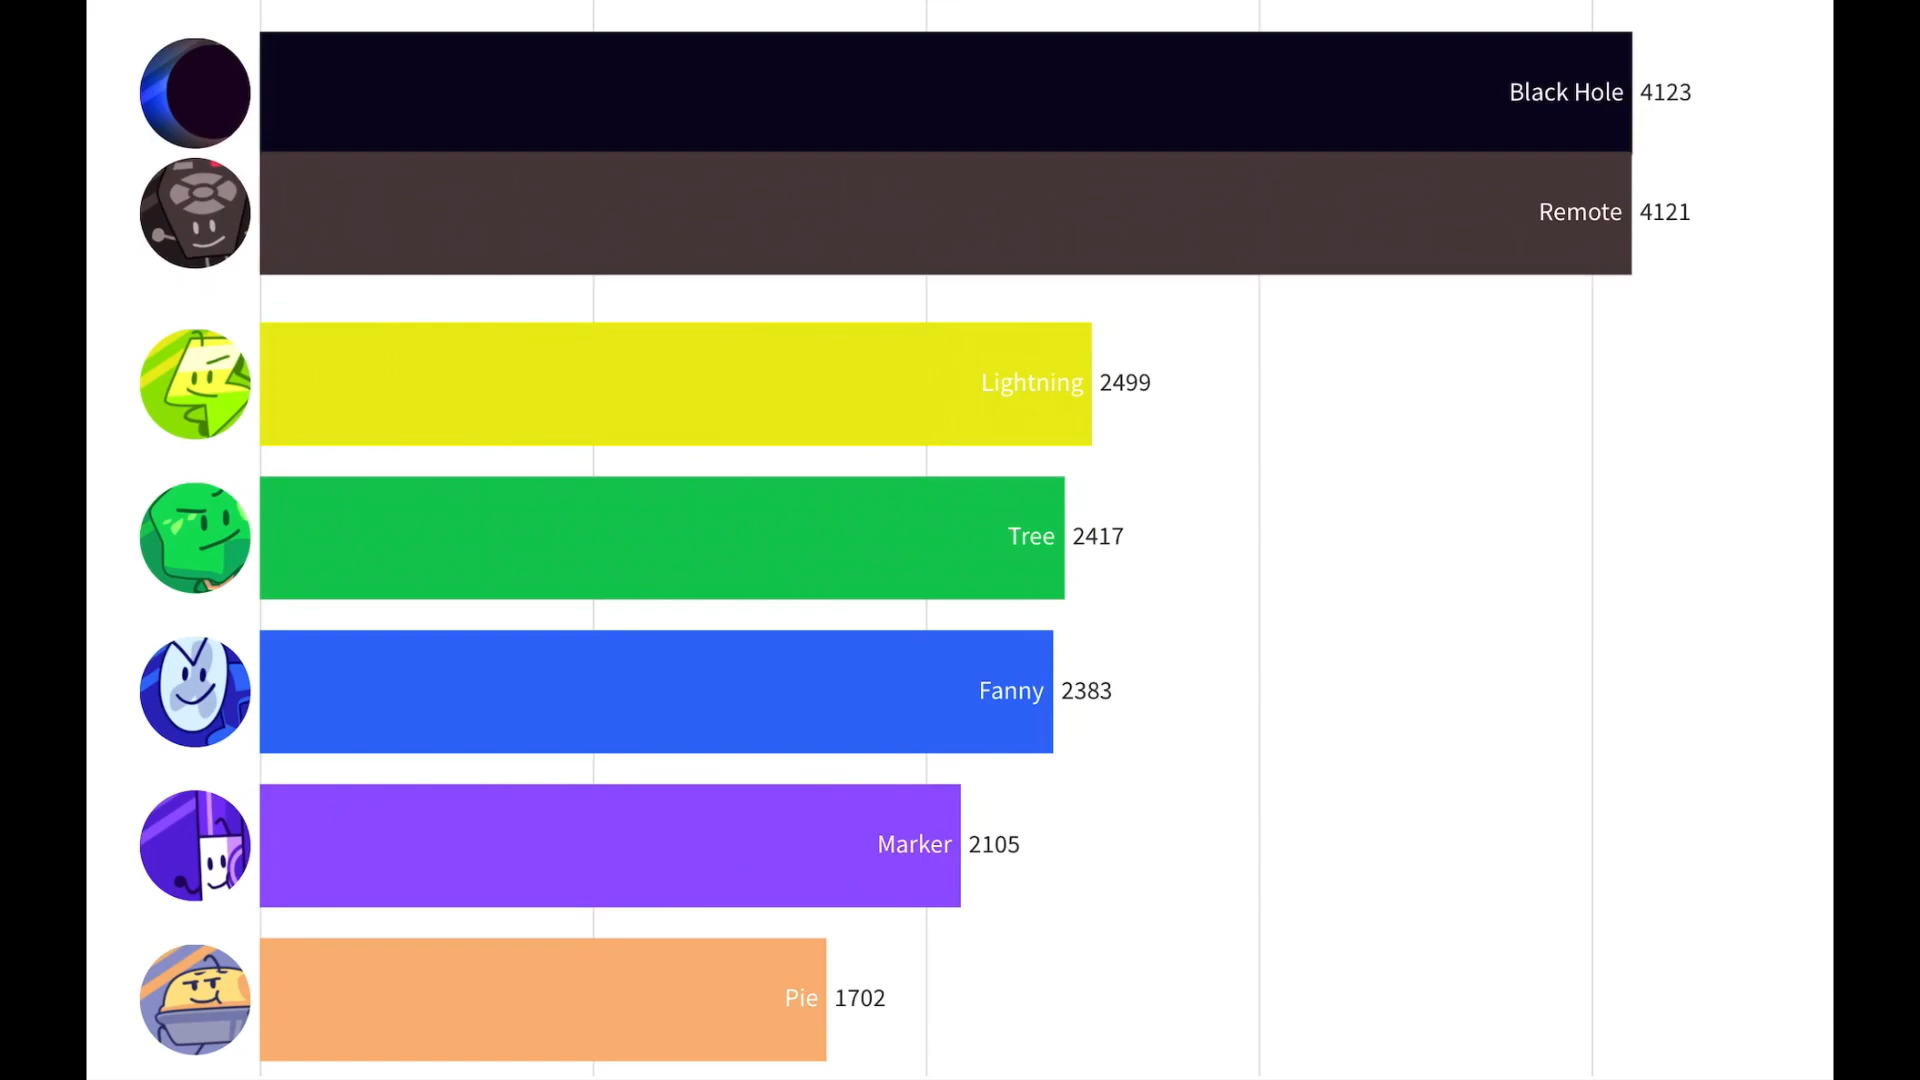 Black Hole 4123
Remote 4121
Lightning 2499
Tree 2417
Fanny 2383
Marker 2105
Pie 1702